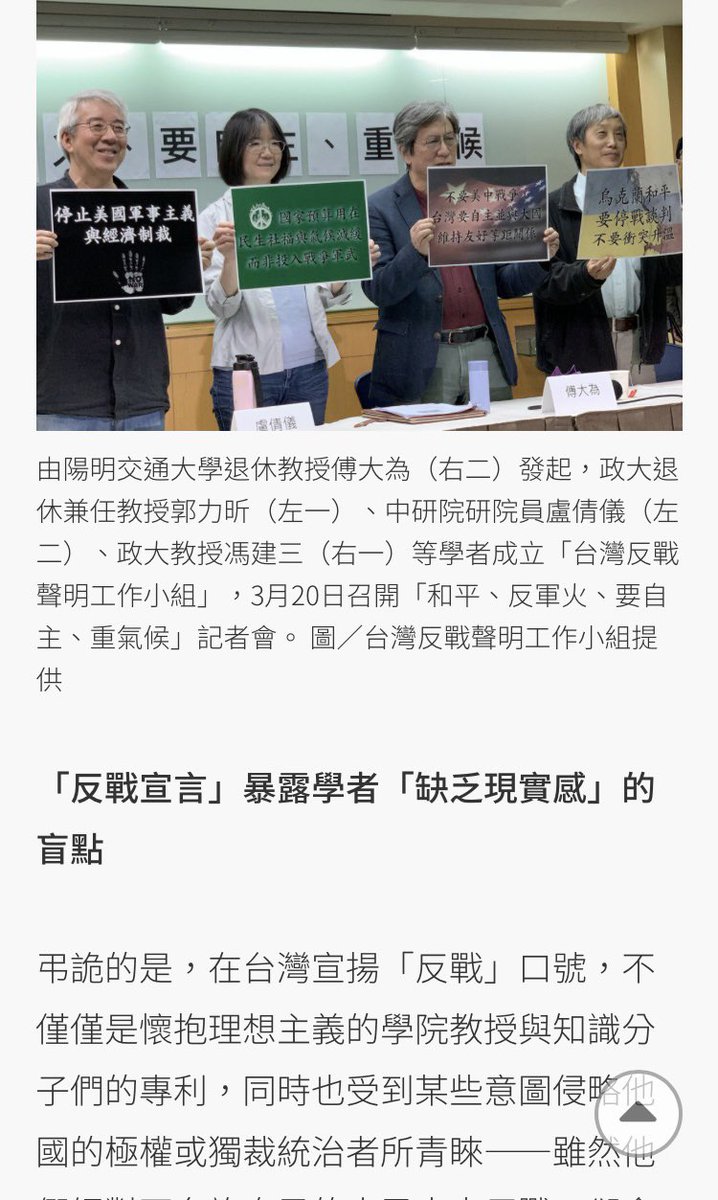 要
、重
候
停止美國軍事主義
與經濟制裁
國家預算用在
民生社福與氣候減緩
而非投入戰爭軍武
不要美中戰爭
台灣要自主並與大國
維持友好等距關係
烏克蘭和平
要停戰談判
不要衝突升溫
盧倩儀
傅大為
由陽明交通大學退休教授傅大為（右二）發起，政大退
休兼任教授郭力昕（左一）、中研院研院員盧倩儀（左
二）、政大教授馮建三（右一）等學者成立「台灣反戰
聲明工作小組」，3月20日召開「和平、反軍火、要自
主、重氣候」記者會。 圖／台灣反戰聲明工作小組提
供
「反戰宣言」暴露學者「缺乏現實感」的
盲點
弔詭的是，在台灣宣揚「反戰」口號，不
僅僅是懷抱理想主義的學院教授與知識分
子們的專利，同時也受到某些意圖侵略他
國的極權或獨裁統治者所青睞——雖然他